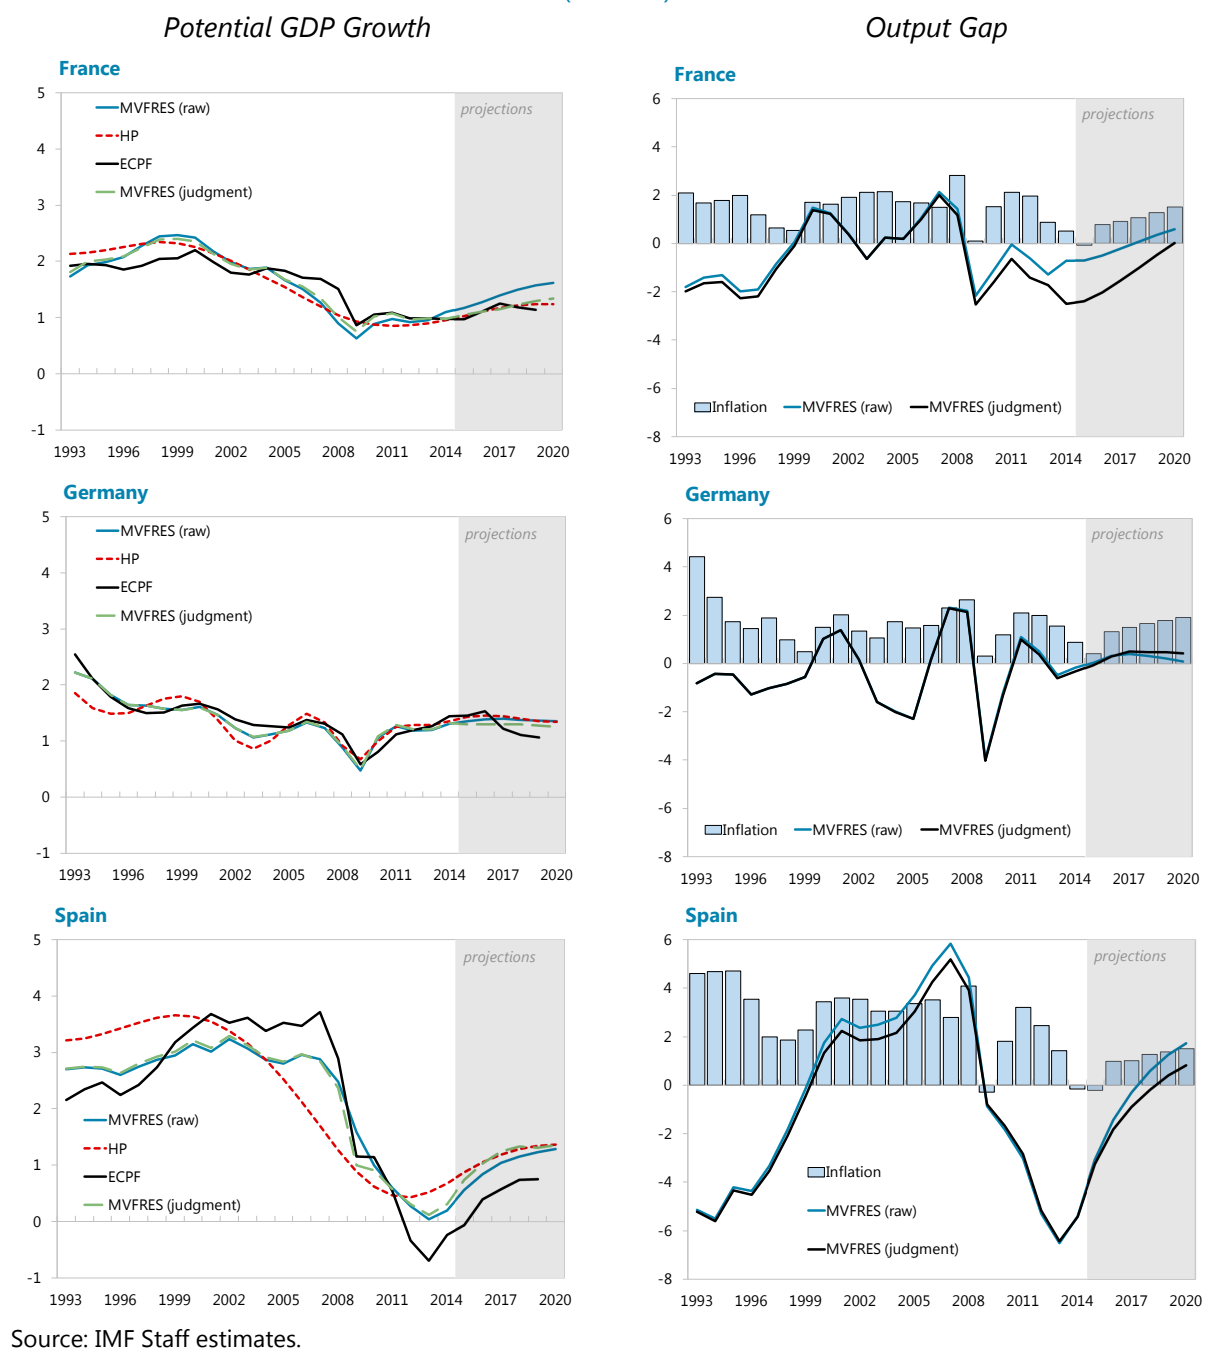 Potential GDP Growth
Output Gap
France
5
4
3
2
1
0
-1
MVFRES (raw)
HP
ECPF
MVFRES (judgment)
projections
1993 1996 1999 2002 2005 2008 2011 2014 2017 2020
France
6
4
2
0
-2
-4
-6
-8
projections
Inflation MVFRES (raw) MVFRES (judgment)
1993 1996 1999 2002 2005 2008 2011 2014 2017 2020
Germany
5
4
3
2
1
0
-1
MVFRES (raw)
HP
ECPF
MVFRES (judgment)
projections
1993 1996 1999 2002 2005 2008 2011 2014 2017 2020
Germany
6
4
2
0
-2
-4
-6
-8
projections
Inflation MVFRES (raw) MVFRES (judgment)
1993 1996 1999 2002 2005 2008 2011 2014 2017 2020
Spain
5
4
3
2
1
0
-1
projections
MVFRES (raw)
HP
ECPF
MVFRES (judgment)
1993 1996 1999 2002 2005 2008 2011 2014 2017 2020
Spain
6
4
2
0
-2
-4
-6
-8
projections
Inflation
MVFRES (raw)
MVFRES (judgment)
1993 1996 1999 2002 2005 2008 2011 2014 2017 2020
Source: IMF Staff estimates.